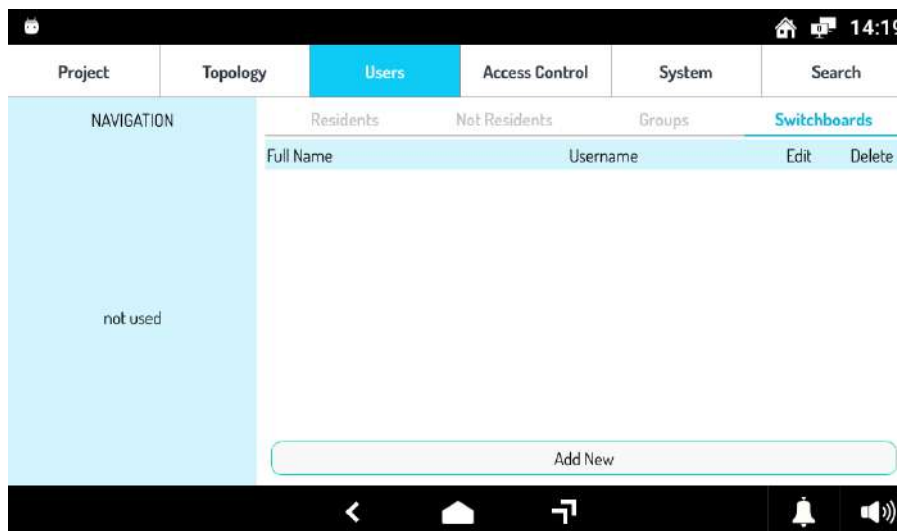 14:19
Project Topology Users Access Control System Search
NAVIGATION Residents Not Residents Groups Switchboards
Full Name Username Edit Delete
not used
Add New